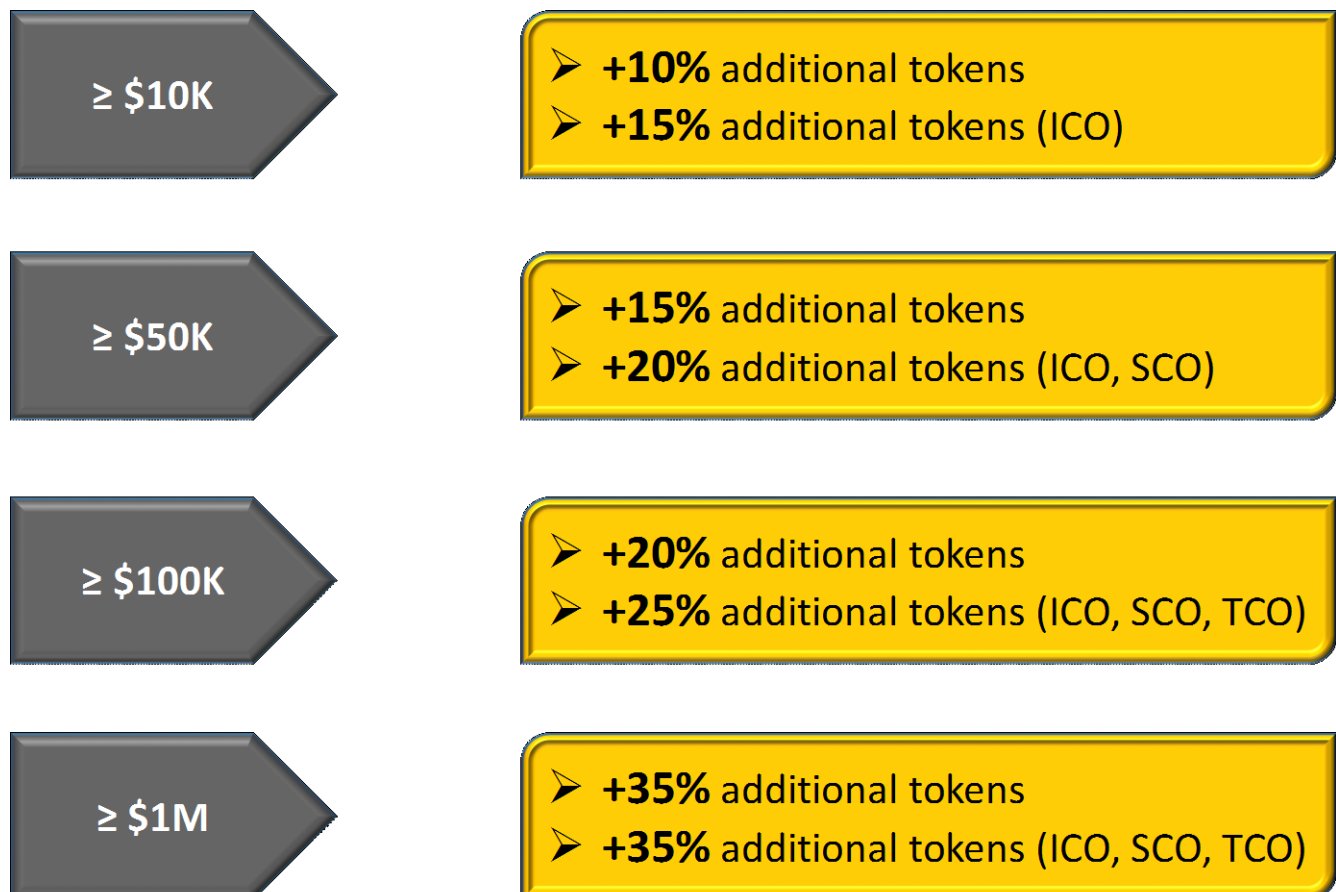 ≥ $10K
➢ +10% additional tokens
➢ +15% additional tokens (ICO)
≥ $50K
➢ +15% additional tokens
➢ +20% additional tokens (ICO, SCO)
≥ $100K
➢ +20% additional tokens
➢ +25% additional tokens (ICO, SCO, TCO)
≥ $1M
➢ +35% additional tokens
➢ +35% additional tokens (ICO, SCO, TCO)